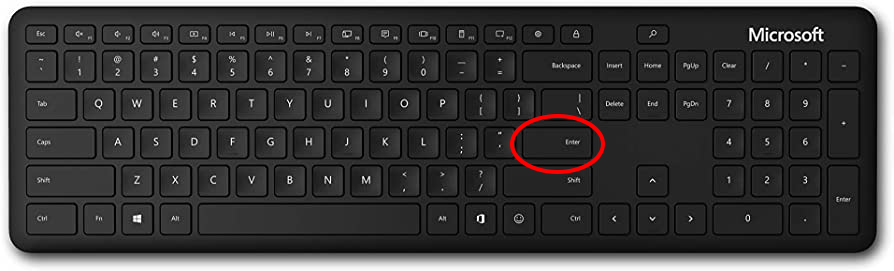 Microsoft
Esc F1 F2 F3 F4 F5 F6 F7 F8 F9 F10 F11 F12
~ ! @ # $ % ^ & * ( ) — +
` 1 2 3 4 5 6 7 8 9 0 - = Backspace Insert Home PgUp Clear / * −
Tab Q W E R T Y U I O P { } |
[ ] \ Delete End PgDn 7 8 9 +
Caps A S D F G H J K L : "
; ' Enter 4 5 6
Shift Z X C V B N M < > ?
, . / Shift 1 2 3 Enter
Ctrl Fn Alt Alt Ctrl 0 .